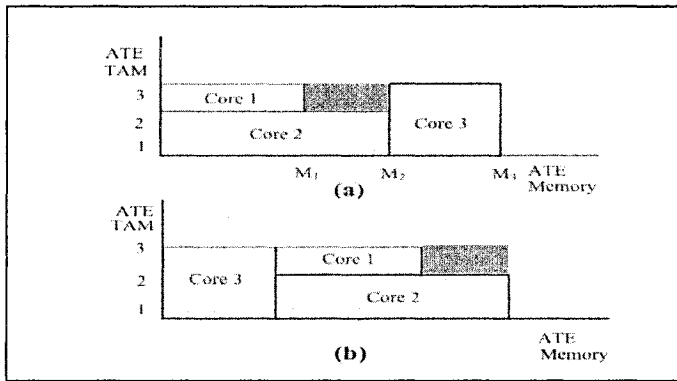 ATE
TAM
3
Core 1
2
Core 2
Core 3
1
M1 M2 M3 ATE
Memory
(a)
ATE
TAM
3
Core 1
Core 3
2
Core 2
1
ATE
(b) Memory